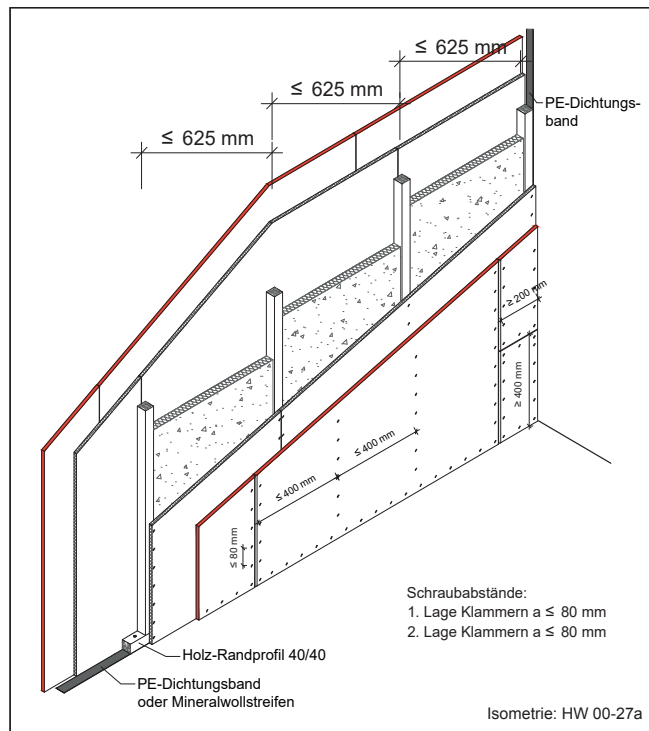 ≤ 625 mm
≤ 625 mm
≤ 625 mm
PE-Dichtungs-
band
≥ 200 mm
≥ 400 mm
≤ 400 mm
≤ 400 mm
≤ 80 mm
Schraubabstände:
1. Lage Klammern a ≤ 80 mm
2. Lage Klammern a ≤ 80 mm
Holz-Randprofil 40/40
PE-Dichtungsband
oder Mineralwollstreifen
Isometrie: HW 00-27a